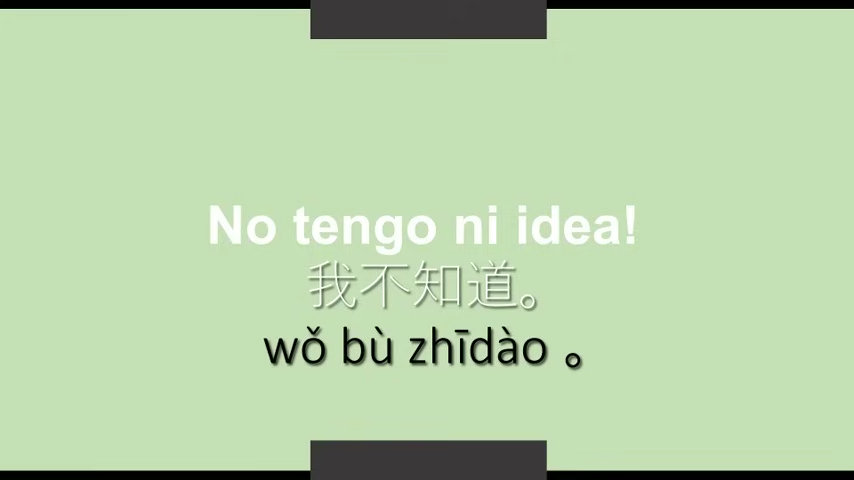 No tengo ni idea!
我不知道。
wǒ bù zhīdào 。